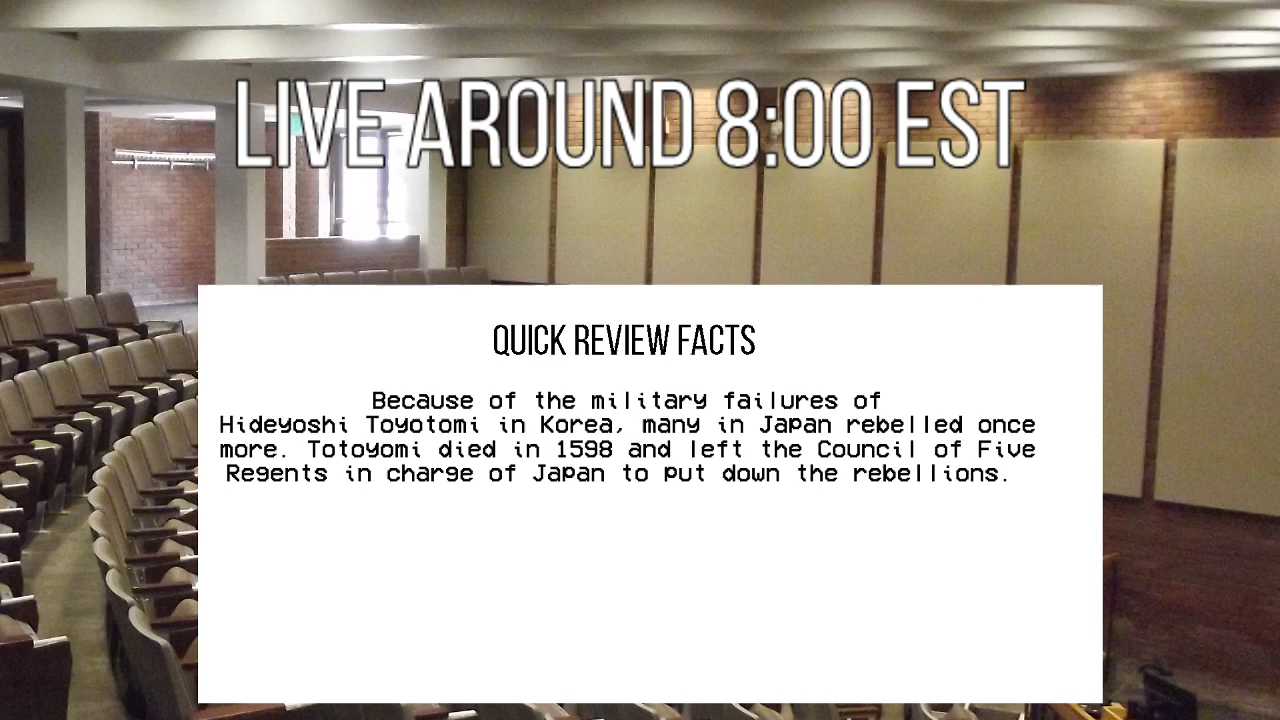 LIVE AROUND 8:00 EST
QUICK REVIEW FACTS
Because of the military failures of
Hideyoshi Toyotomi in Korea, many in Japan rebelled once
more. Totoyomi died in 1598 and left the Council of Five
Regents in charge of Japan to put down the rebellions.